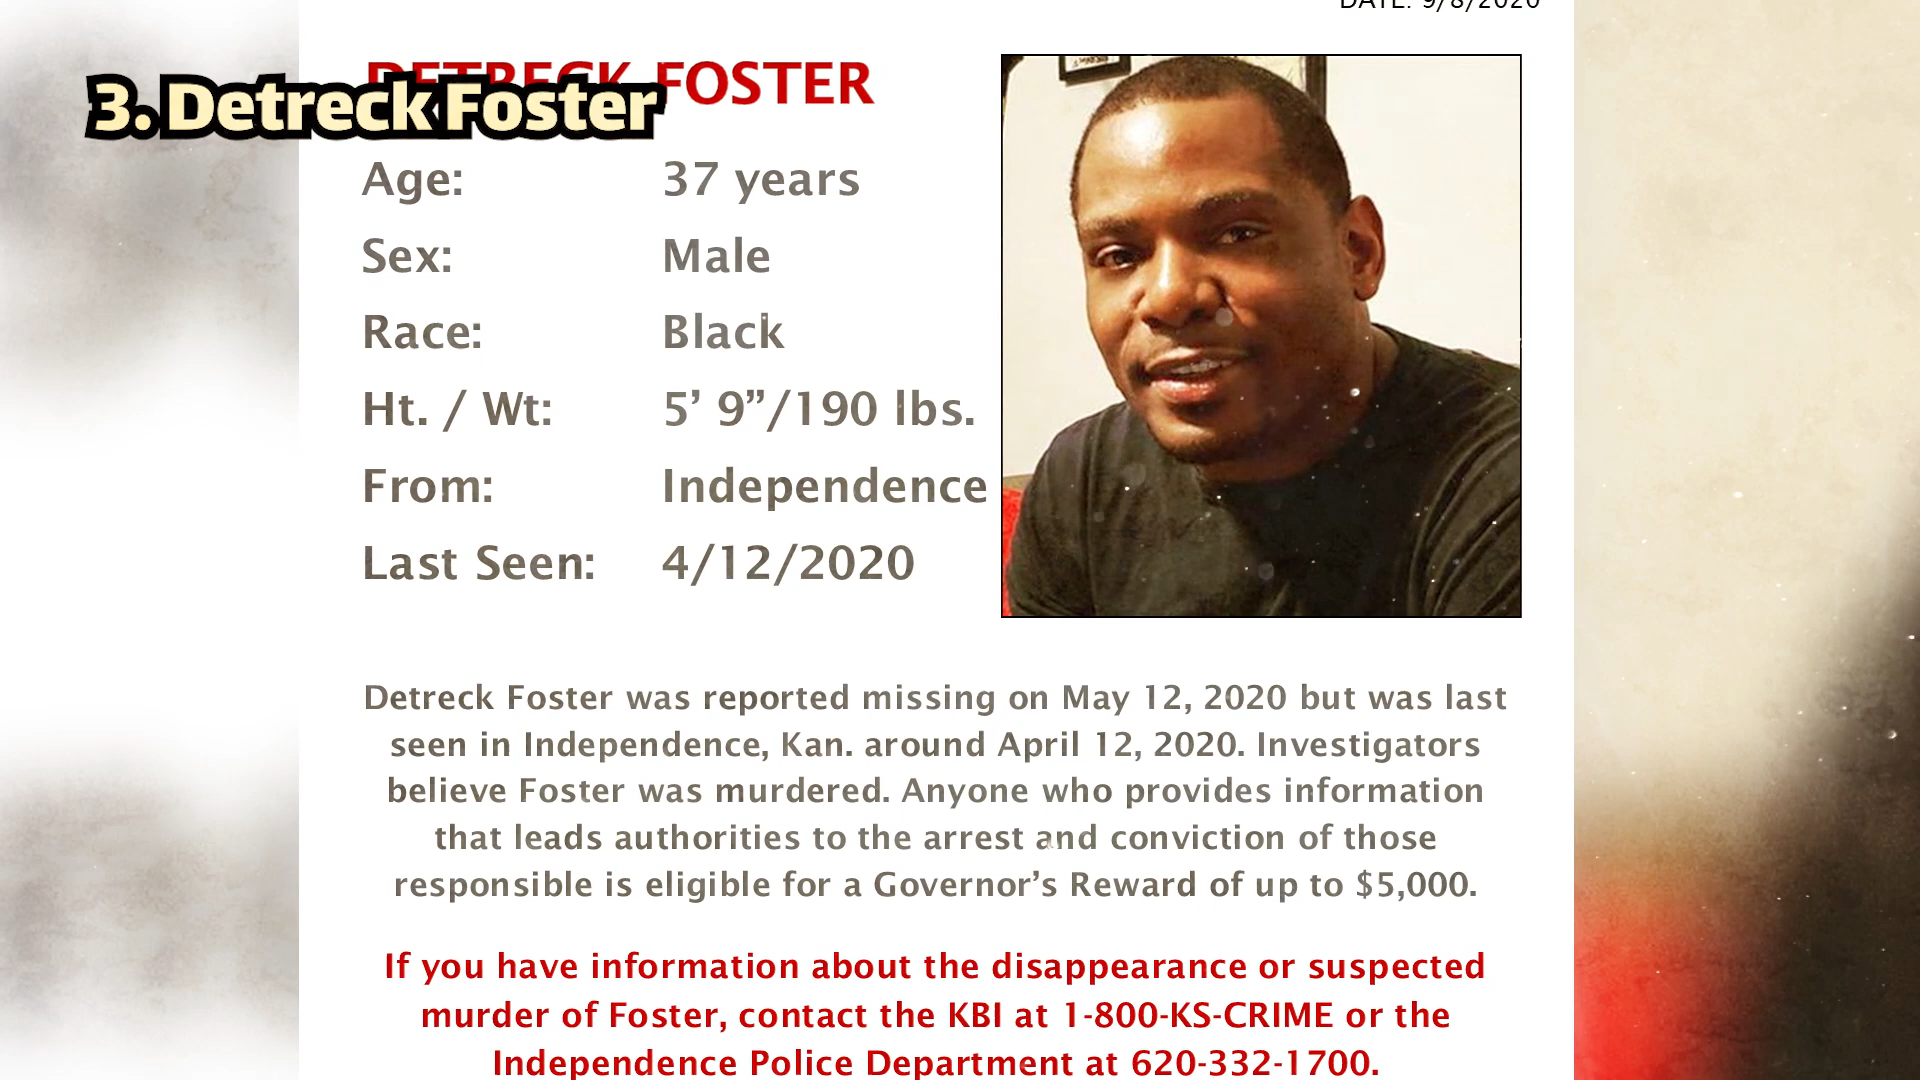 DATE: 9/8/2020
DETRECK FOSTER
3. Detreck Foster
Age: 37 years
Sex: Male
Race: Black
Ht. / Wt: 5’ 9”/190 lbs.
From: Independence
Last Seen: 4/12/2020
Detreck Foster was reported missing on May 12, 2020 but was last
seen in Independence, Kan. around April 12, 2020. Investigators
believe Foster was murdered. Anyone who provides information
that leads authorities to the arrest and conviction of those
responsible is eligible for a Governor’s Reward of up to $5,000.
If you have information about the disappearance or suspected
murder of Foster, contact the KBI at 1-800-KS-CRIME or the
Independence Police Department at 620-332-1700.